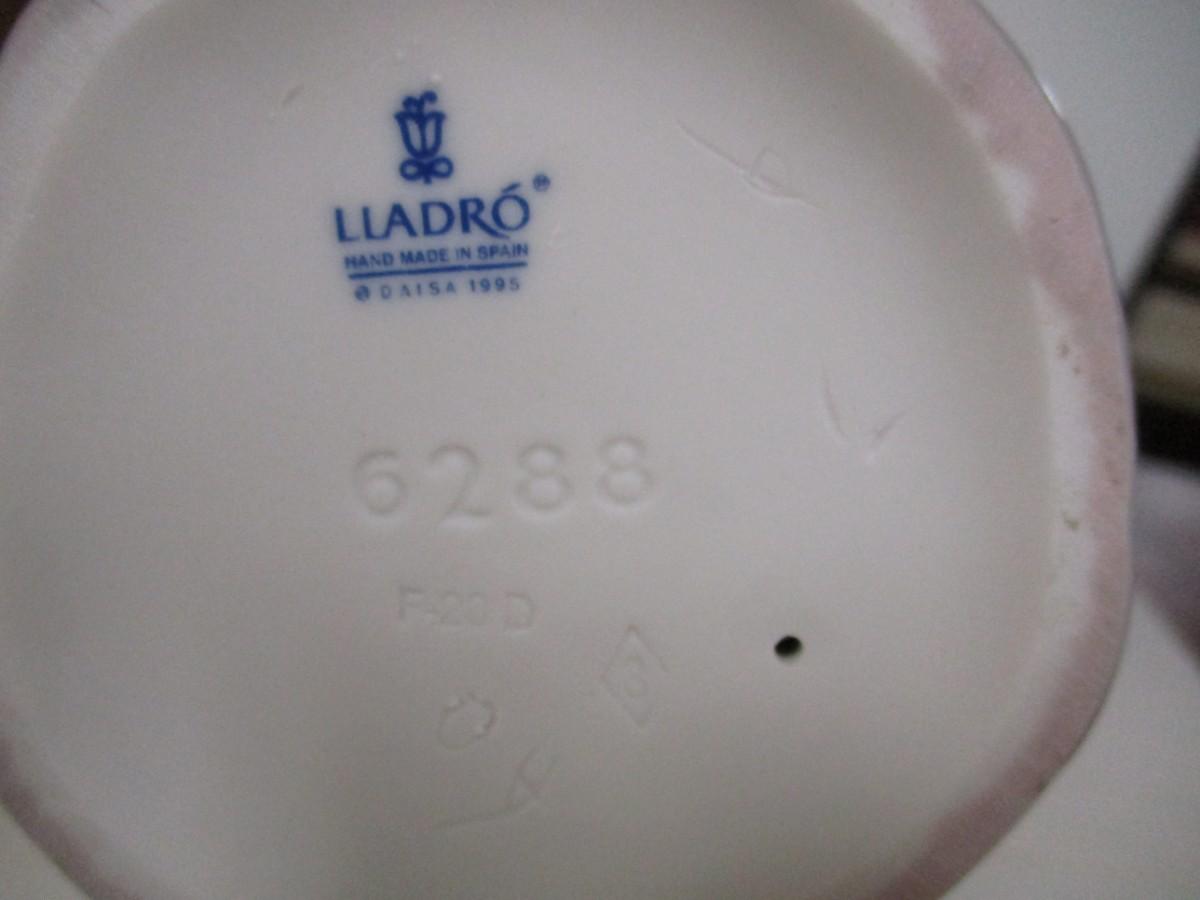 LLADRÓ®
HAND MADE IN SPAIN
© DAISA 1995
6288
F-20 D
3